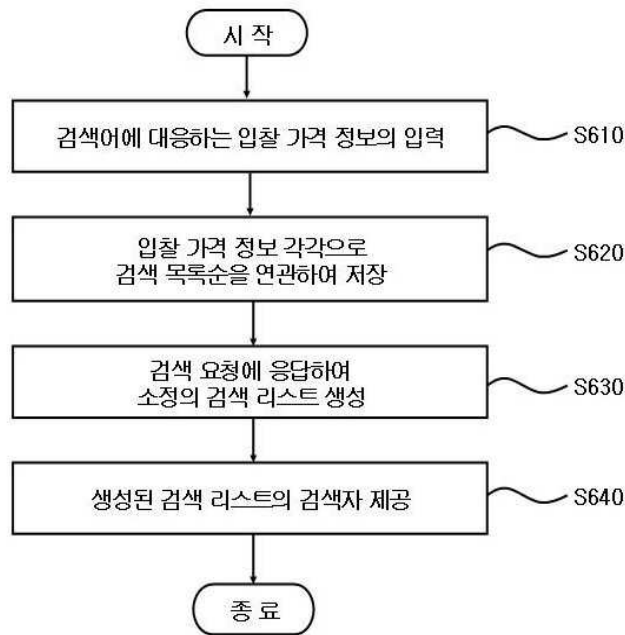 시 작
검색어에 대응하는 입찰 가격 정보의 입력
S610
입찰 가격 정보 각각으로
검색 목록순을 연관하여 저장
S620
검색 요청에 응답하여
소정의 검색 리스트 생성
S630
생성된 검색 리스트의 검색자 제공
S640
종 료